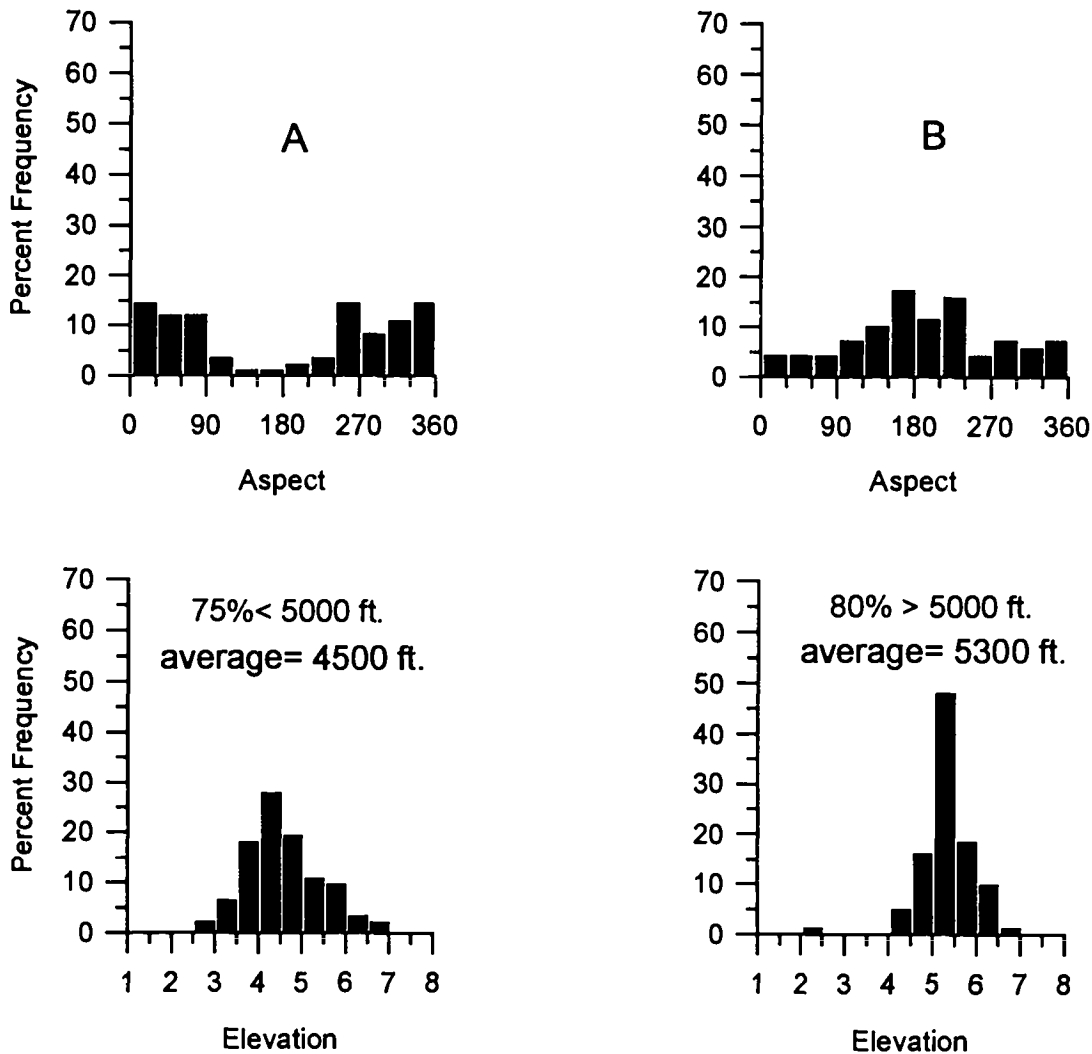 70
60
50
40
30
20
10
0
Percent Frequency
A
0 90 180 270 360
Aspect
70
60
50
40
30
20
10
0
B
0 90 180 270 360
Aspect
70
60
50
40
30
20
10
0
Percent Frequency
75%< 5000 ft.
average= 4500 ft.
1 2 3 4 5 6 7 8
Elevation
70
60
50
40
30
20
10
0
80% > 5000 ft.
average= 5300 ft.
1 2 3 4 5 6 7 8
Elevation